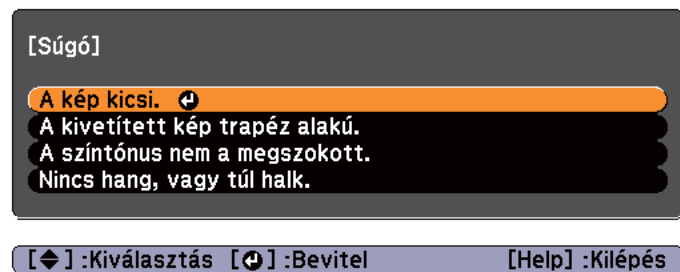 [Súgó]
A kép kicsi.
A kivetített kép trapéz alakú.
A színtónus nem a megszokott.
Nincs hang, vagy túl halk.
[◆] :Kiválasztás [↵] :Bevitel [Help] :Kilépés